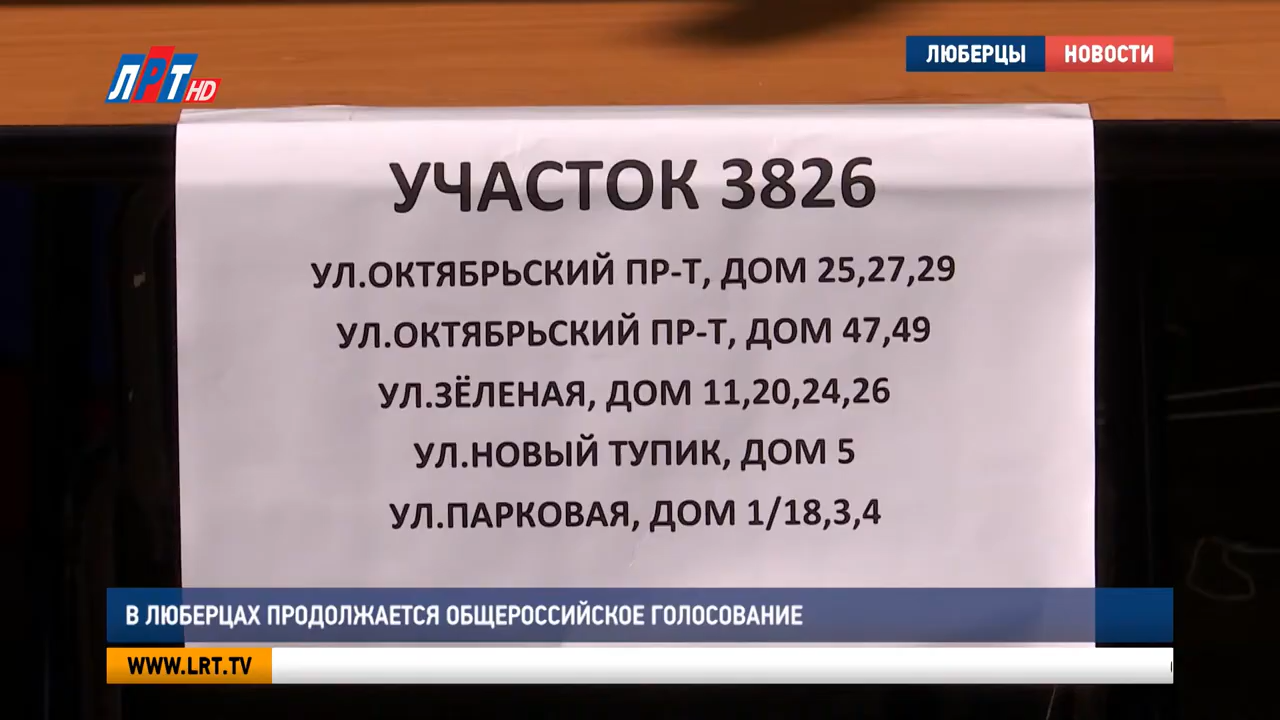 ЛРТ HD
ЛЮБЕРЦЫ НОВОСТИ
УЧАСТОК 3826
УЛ.ОКТЯБРЬСКИЙ ПР-Т, ДОМ 25,27,29
УЛ.ОКТЯБРЬСКИЙ ПР-Т, ДОМ 47,49
УЛ.ЗЁЛЕНАЯ, ДОМ 11,20,24,26
УЛ.НОВЫЙ ТУПИК, ДОМ 5
УЛ.ПАРКОВАЯ, ДОМ 1/18,3,4
В ЛЮБЕРЦАХ ПРОДОЛЖАЕТСЯ ОБЩЕРОССИЙСКОЕ ГОЛОСОВАНИЕ
WWW.LRT.TV